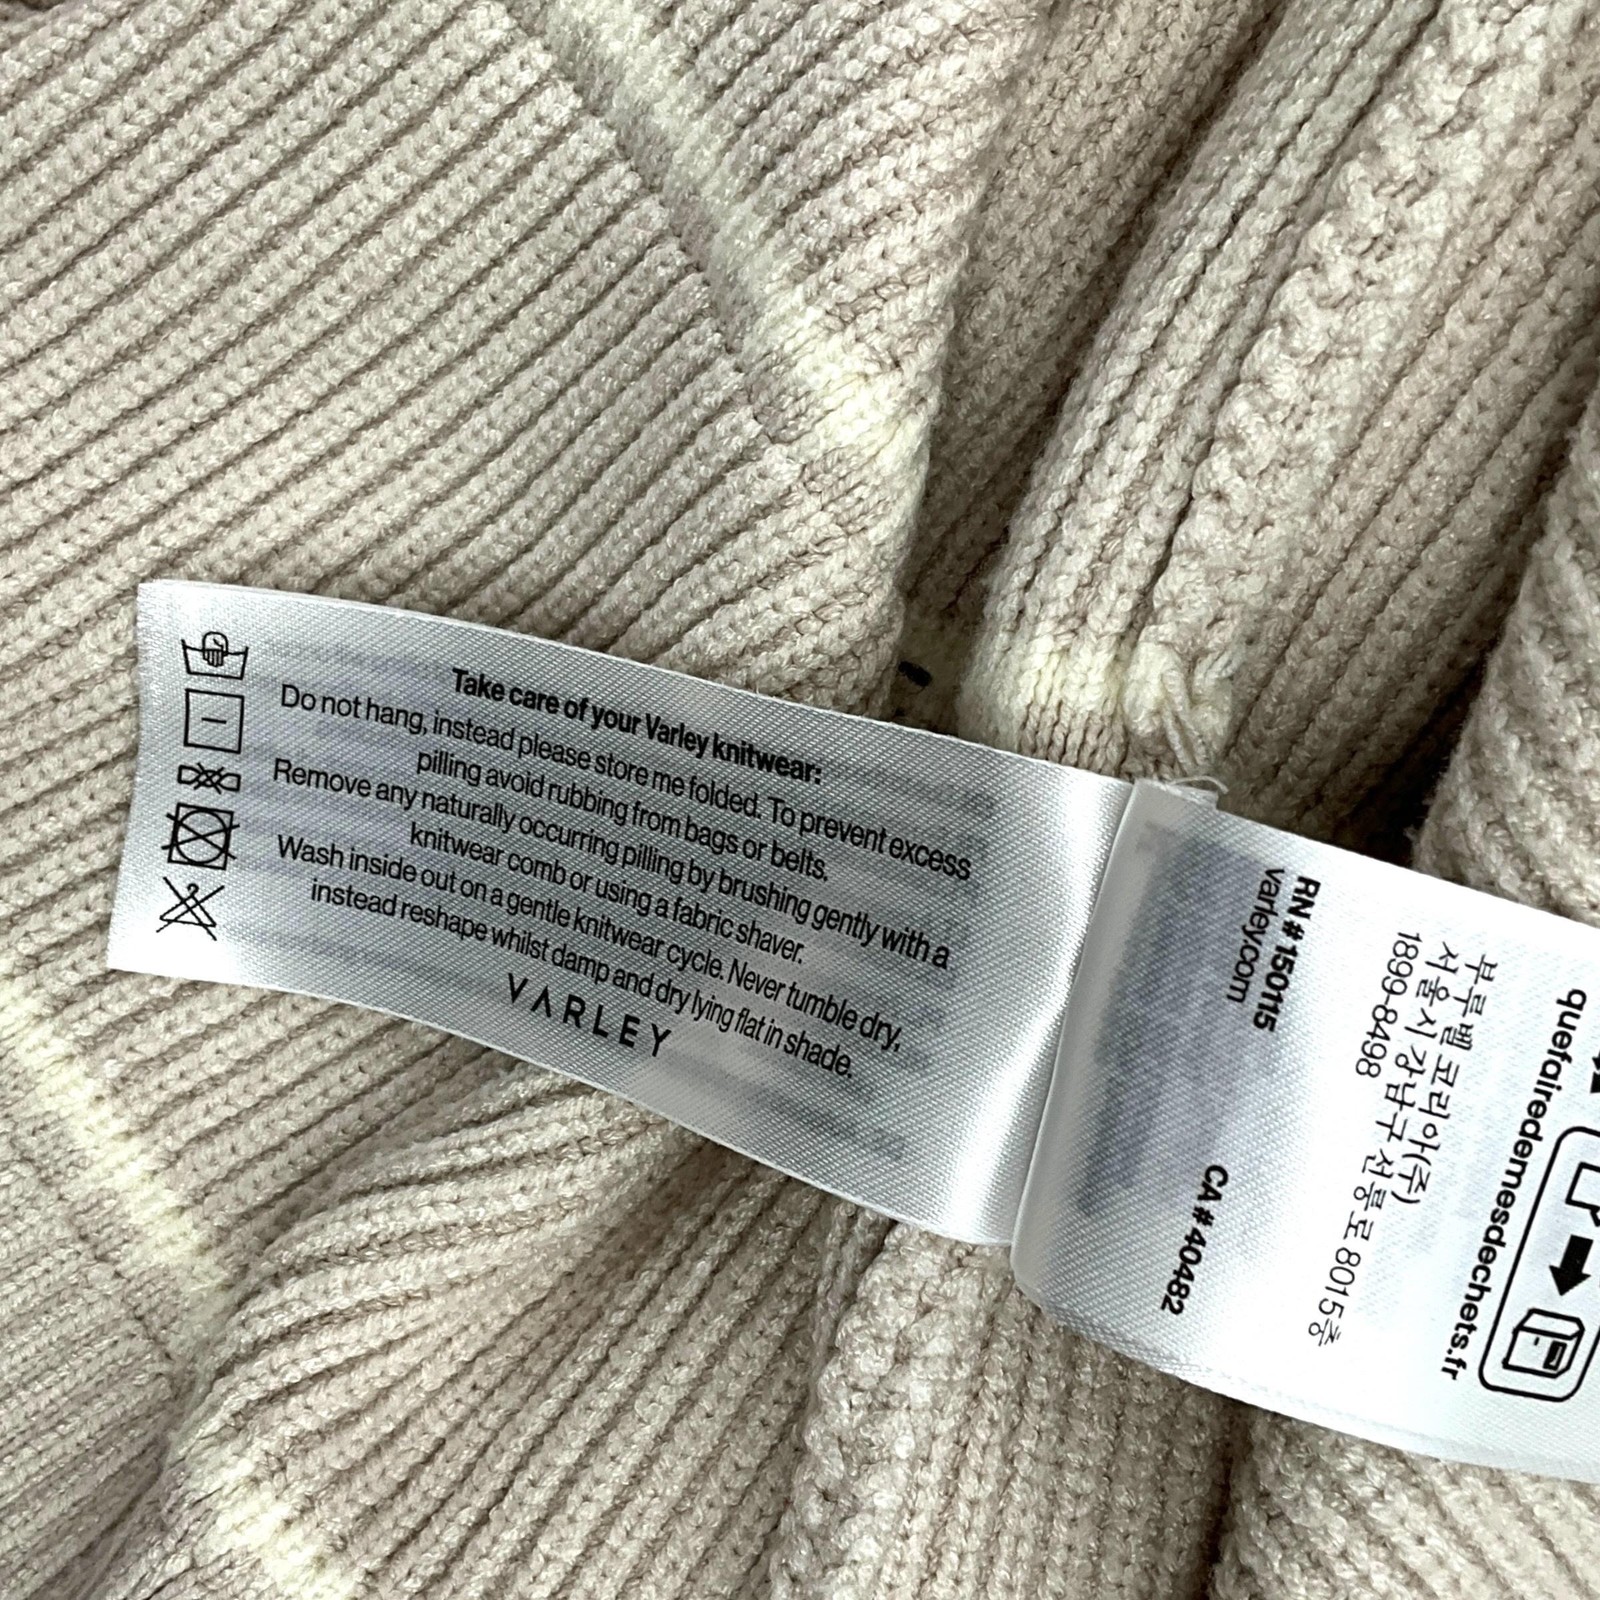 Take care of your Varley knitwear:
Do not hang, instead please store me folded. To prevent excess
pilling avoid rubbing from bags or belts.
Remove any naturally occurring pilling by brushing gently with a
knitwear comb or using a fabric shaver.
Wash inside out on a gentle knitwear cycle. Never tumble dry,
instead reshape whilst damp and dry lying flat in shade.
VARLEY
RN # 150115
varley.com
CA # 40482
부루벨코리아(주)
서울시 강남구 선릉로 801 5층
1899-8498
quefairedemesdechets.fr